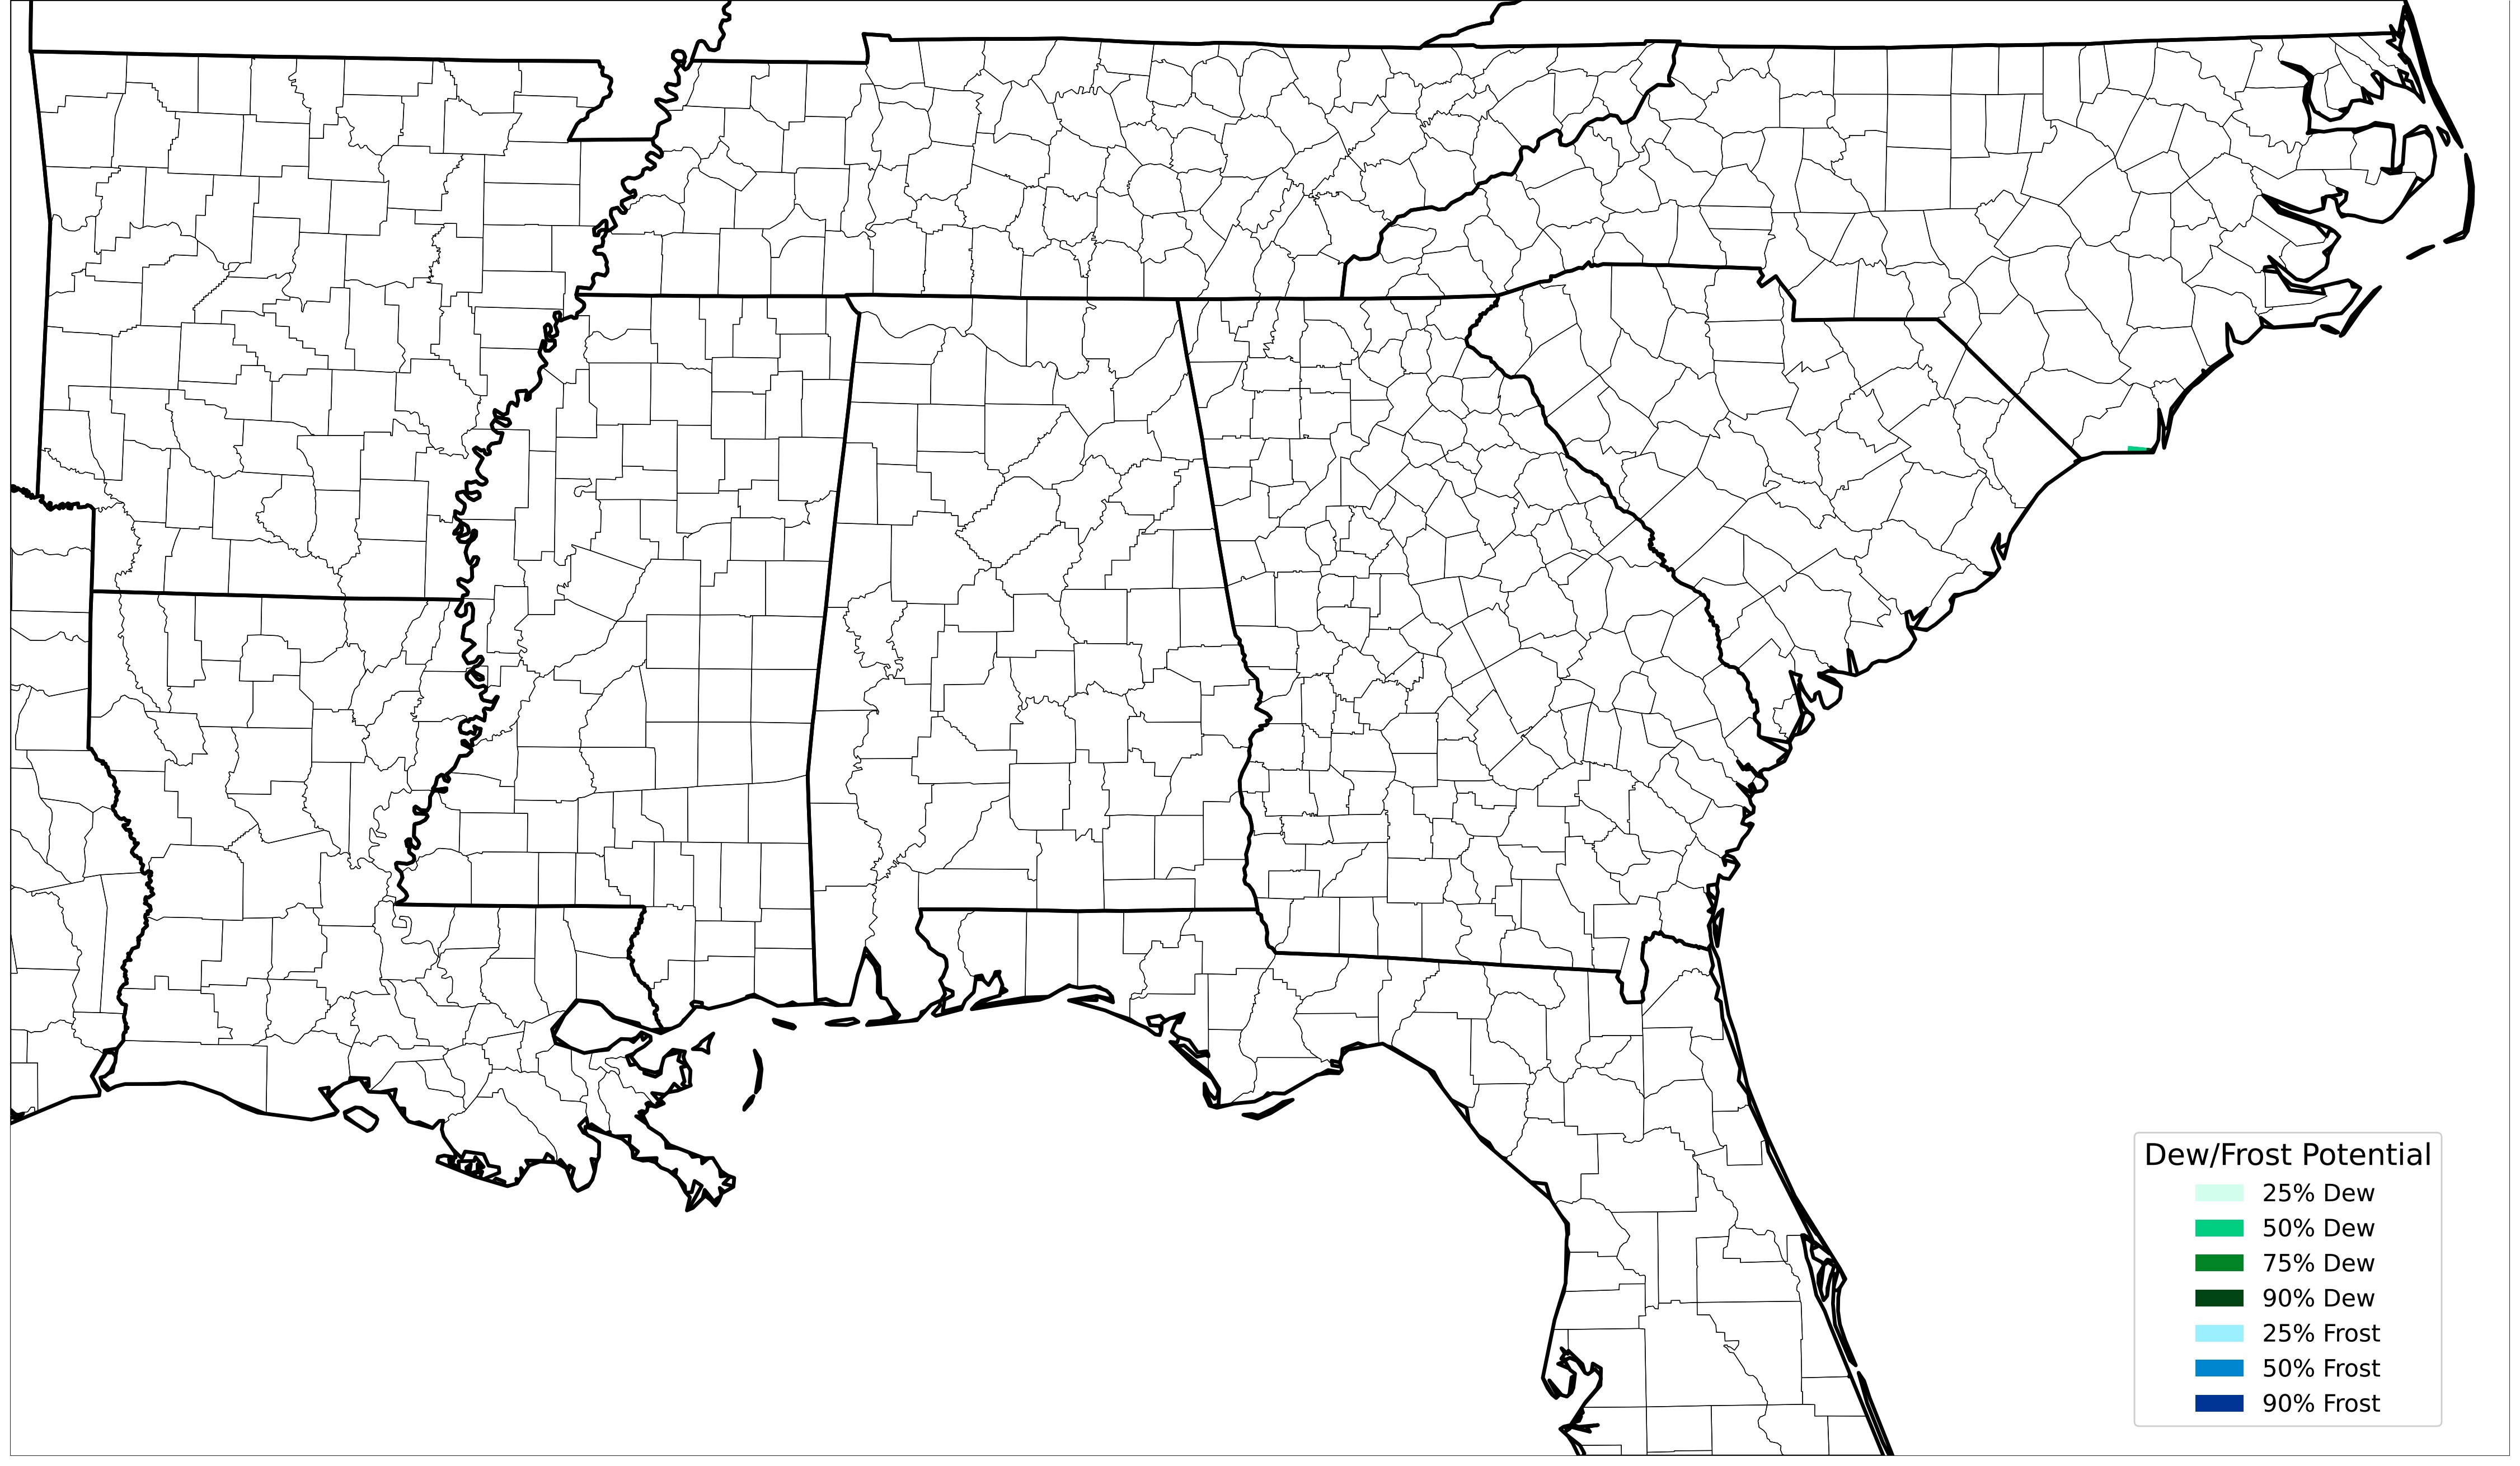 Dew/Frost Potential
25% Dew
50% Dew
75% Dew
90% Dew
25% Frost
50% Frost
90% Frost